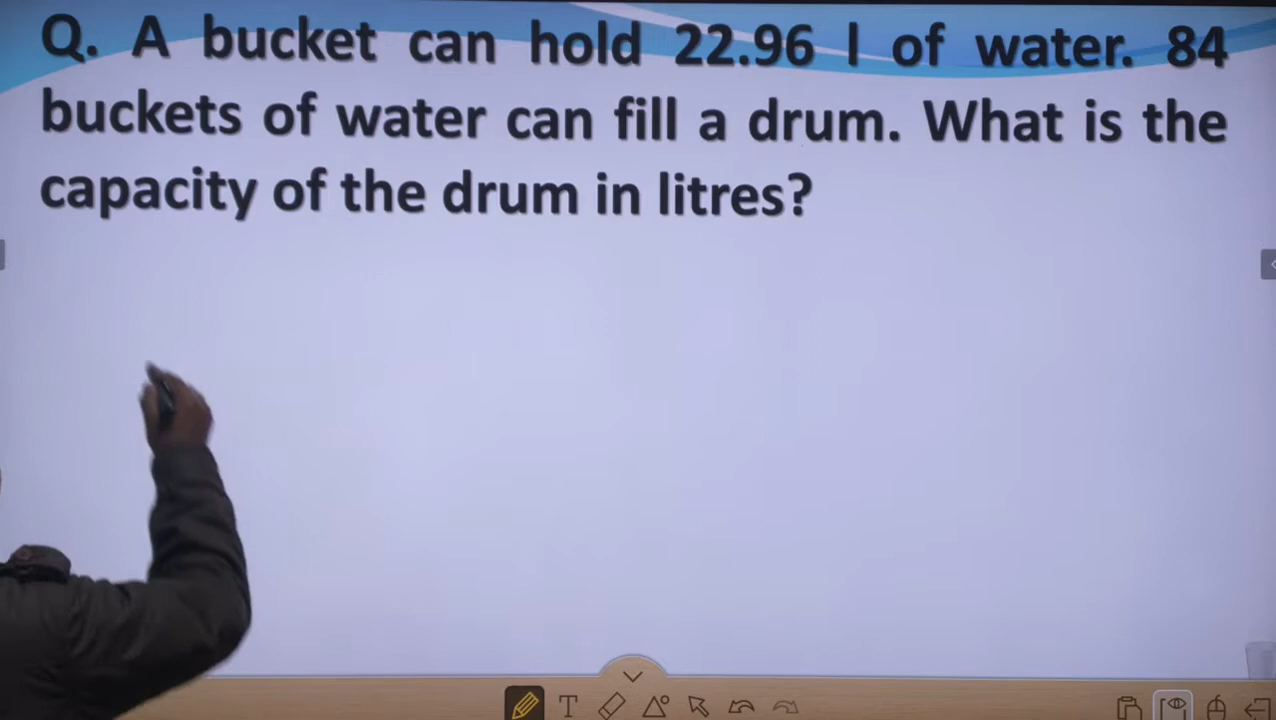 Q. A bucket can hold 22.96 l of water. 84
buckets of water can fill a drum. What is the
capacity of the drum in litres?
T